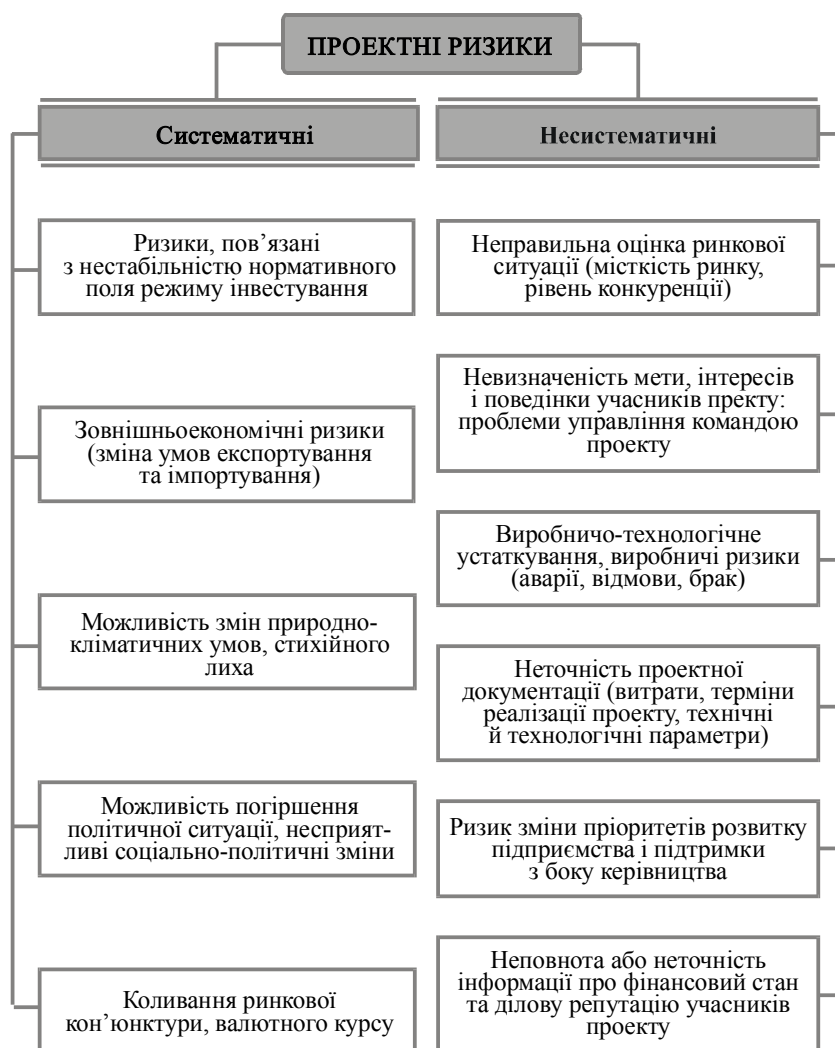 ПРОЕКТНІ РИЗИКИ
Систематичні
Ризики, пов’язані
з нестабільністю нормативного
поля режиму інвестування
Зовнішньоекономічні ризики
(зміна умов експортування
та імпортування)
Можливість змін природно-
кліматичних умов, стихійного
лиха
Можливість погіршення
політичної ситуації, несприят-
ливі соціально-політичні зміни
Коливання ринкової
кон’юнктури, валютного курсу
Несистематичні
Неправильна оцінка ринкової
ситуації (місткість ринку,
рівень конкуренції)
Невизначеність мети, інтересів
і поведінки учасників пректу:
проблеми управління командою
проекту
Виробничо-технологічне
устаткування, виробничі ризики
(аварії, відмови, брак)
Неточність проектної
документації (витрати, терміни
реалізації проекту, технічні
й технологічні параметри)
Ризик зміни пріоритетів розвитку
підприємства і підтримки
з боку керівництва
Неповнота або неточність
інформації про фінансовий стан
та ділову репутацію учасників
проекту